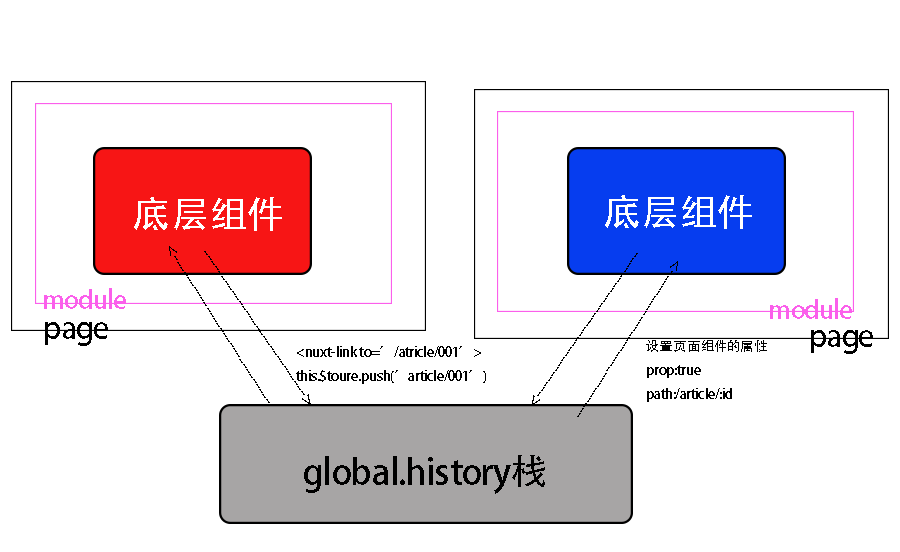 底层组件
底层组件
module
page
module
page
<nuxt-link to=′/atricle/001′>
this.$toure.push(′article/001′)
设置页面组件的属性
prop:true
path:/article/:id
global.history栈